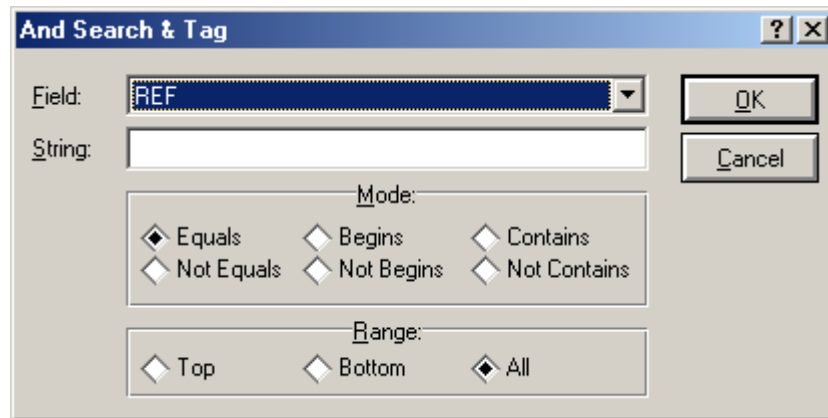 And Search & Tag
Field: REF
OK
String:
Cancel
Mode:
Equals Begins Contains
Not Equals Not Begins Not Contains
Range:
Top Bottom All